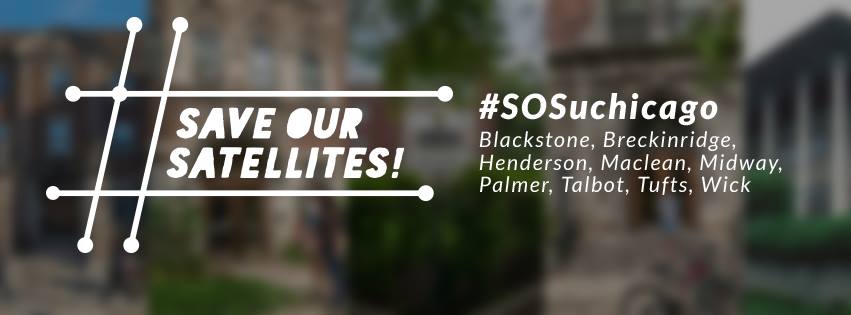 SAVE OUR
SATELLITES!
#SOSuchicago
Blackstone, Breckinridge,
Henderson, Maclean, Midway,
Palmer, Talbot, Tufts, Wick